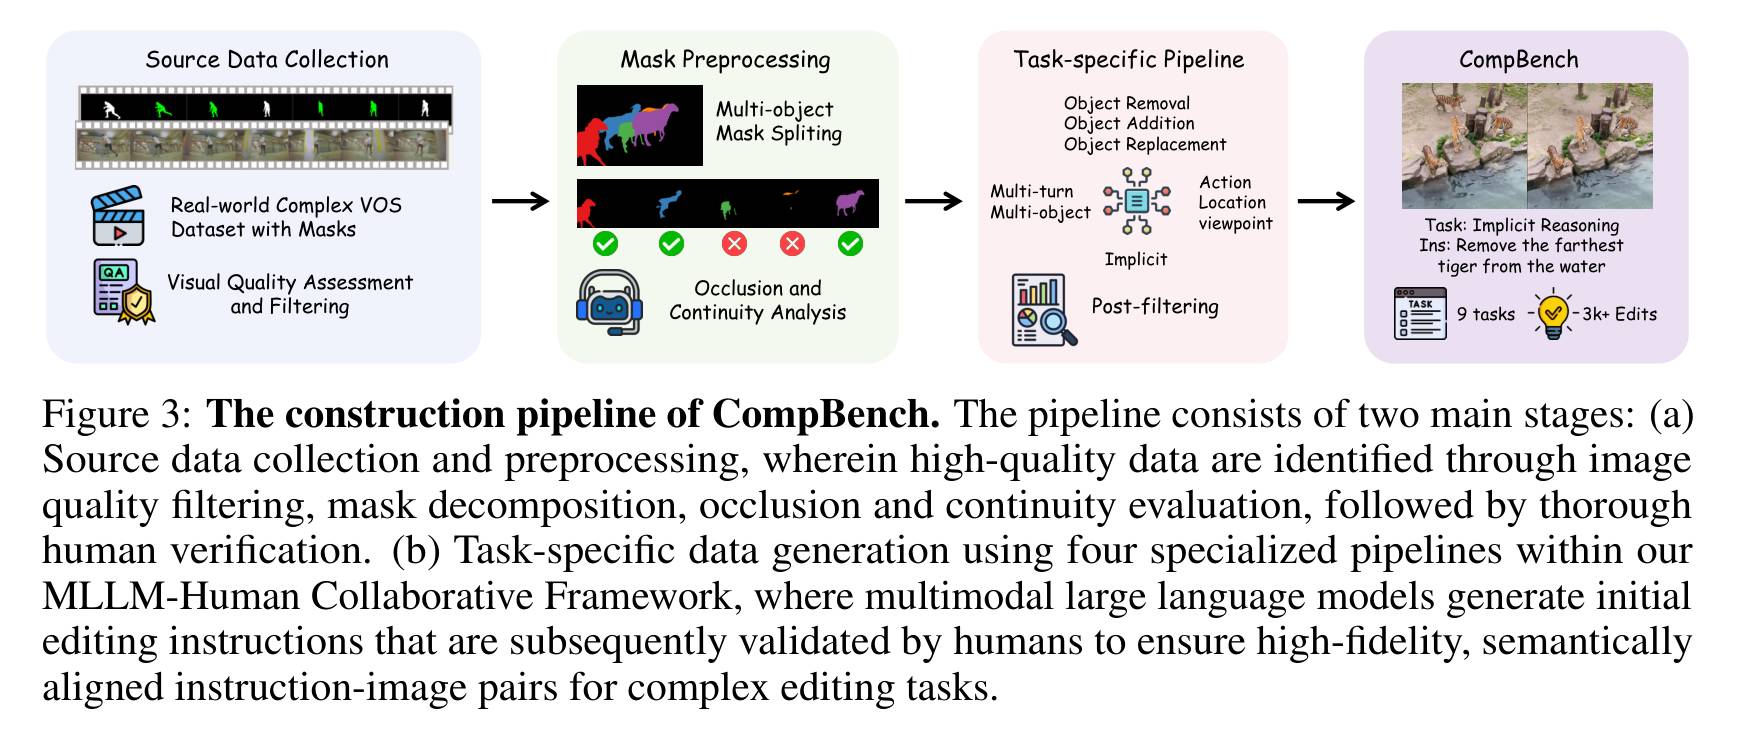 Source Data Collection
Real-world Complex VOS
Dataset with Masks
QA
Visual Quality Assessment
and Filtering
Mask Preprocessing
Multi-object
Mask Spliting
Occlusion and
Continuity Analysis
Task-specific Pipeline
Object Removal
Object Addition
Object Replacement
Multi-turn
Multi-object
Action
Location
viewpoint
Implicit
Post-filtering
CompBench
Task: Implicit Reasoning
Ins: Remove the farthest
tiger from the water
TASK
9 tasks
3k+ Edits
Figure 3: The construction pipeline of CompBench. The pipeline consists of two main stages: (a)
Source data collection and preprocessing, wherein high-quality data are identified through image
quality filtering, mask decomposition, occlusion and continuity evaluation, followed by thorough
human verification. (b) Task-specific data generation using four specialized pipelines within our
MLLM-Human Collaborative Framework, where multimodal large language models generate initial
editing instructions that are subsequently validated by humans to ensure high-fidelity, semantically
aligned instruction-image pairs for complex editing tasks.